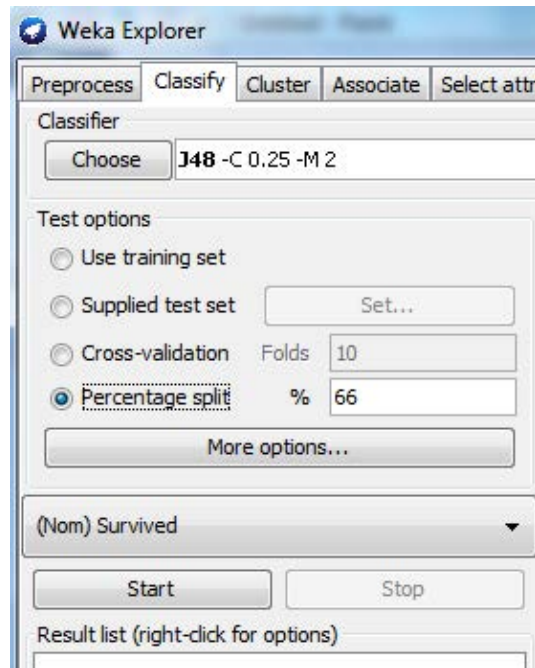 Weka Explorer
Preprocess Classify Cluster Associate Select attr
Classifier
Choose J48 -C 0.25 -M 2
Test options
Use training set
Supplied test set Set...
Cross-validation Folds 10
Percentage split % 66
More options...
(Nom) Survived
Start Stop
Result list (right-click for options)